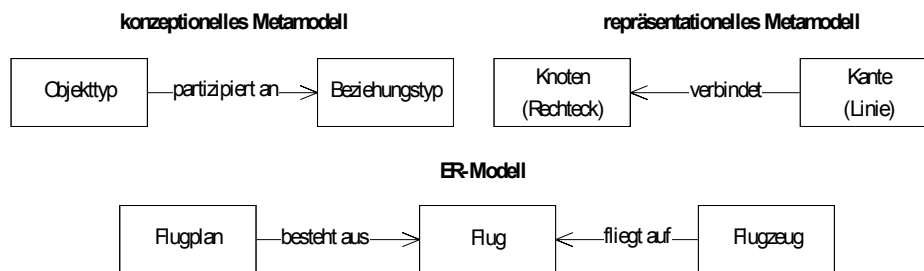 konzeptionelles Metamodell
repräsentationelles Metamodell
Objekttyp
partizipiert an
Beziehungstyp
Knoten
(Rechteck)
verbindet
Kante
(Linie)
ER-Modell
Flugplan
besteht aus
Flug
fliegt auf
Flugzeug